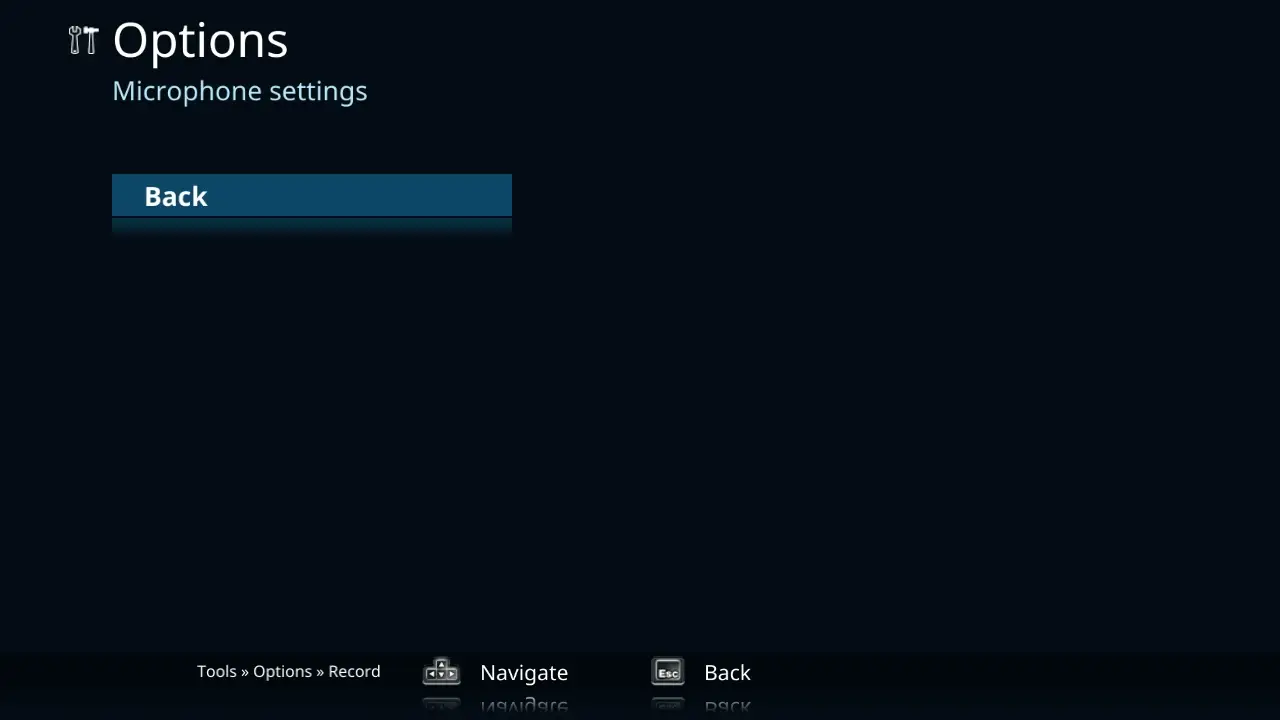 Options
Microphone settings
Back
Tools » Options » Record
Navigate
Esc
Back